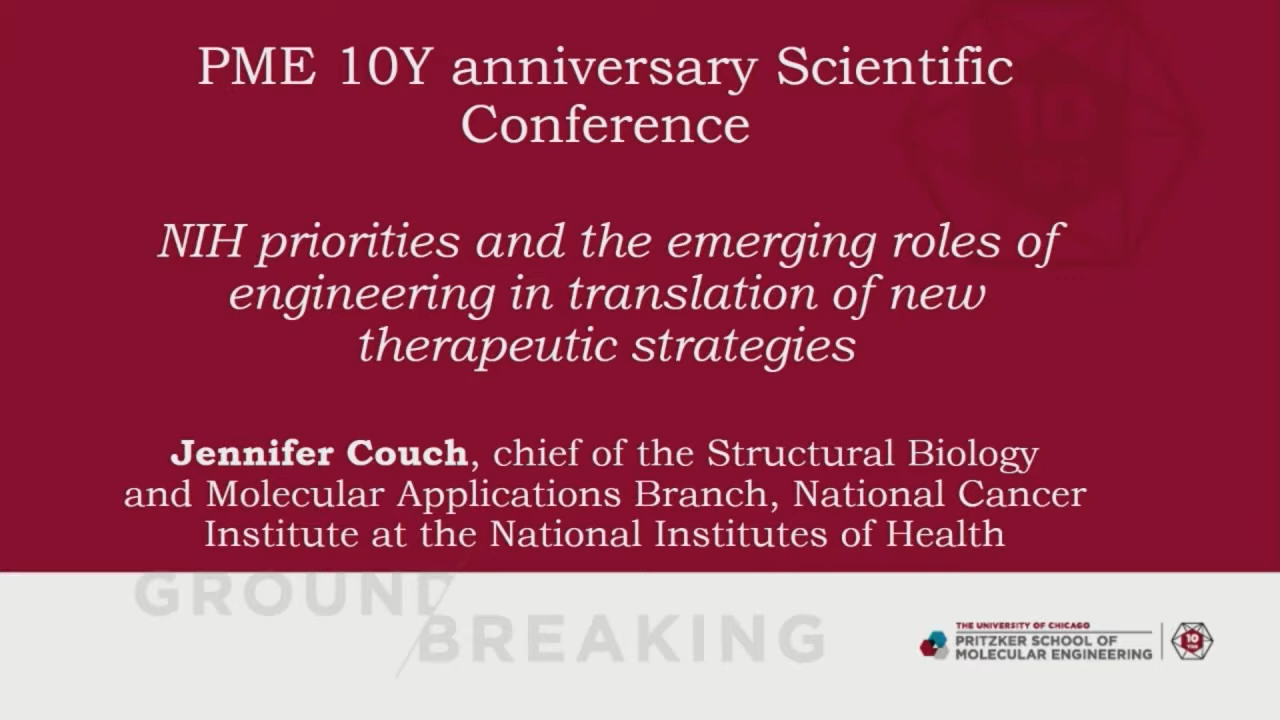 PME 10Y anniversary Scientific
Conference
NIH priorities and the emerging roles of
engineering in translation of new
therapeutic strategies
Jennifer Couch, chief of the Structural Biology
and Molecular Applications Branch, National Cancer
Institute at the National Institutes of Health
GROUND
BREAKING
THE UNIVERSITY OF CHICAGO
PRITZKER SCHOOL OF
MOLECULAR ENGINEERING
10